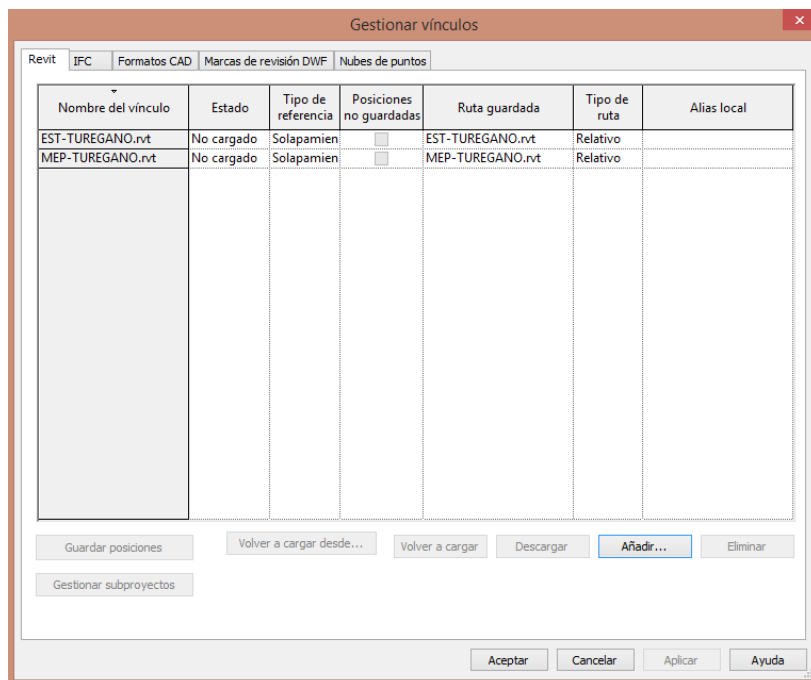 Gestionar vínculos
Revit IFC Formatos CAD Marcas de revisión DWF Nubes de puntos
Nombre del vínculo Estado Tipo de referencia Posiciones no guardadas Ruta guardada Tipo de ruta Alias local
EST-TUREGANO.rvt No cargado Solapamien EST-TUREGANO.rvt Relativo
MEP-TUREGANO.rvt No cargado Solapamien MEP-TUREGANO.rvt Relativo
Guardar posiciones Volver a cargar desde... Volver a cargar Descargar Añadir... Eliminar
Gestionar subproyectos
Aceptar Cancelar Aplicar Ayuda